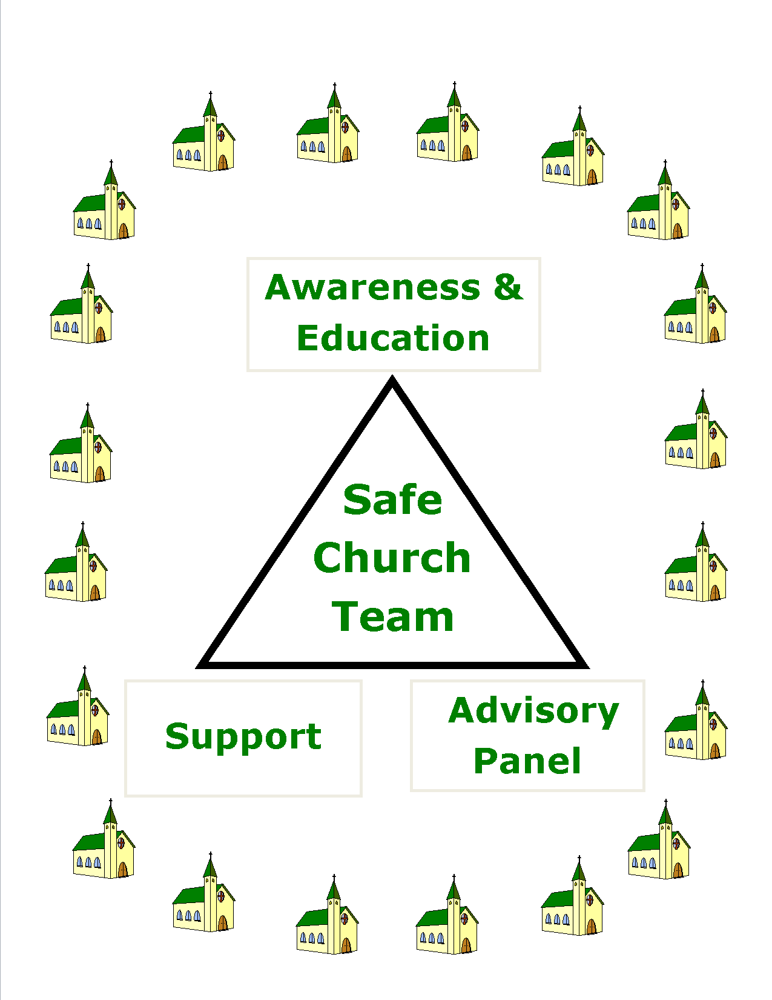 Awareness &
Education
Safe
Church
Team
Support
Advisory
Panel